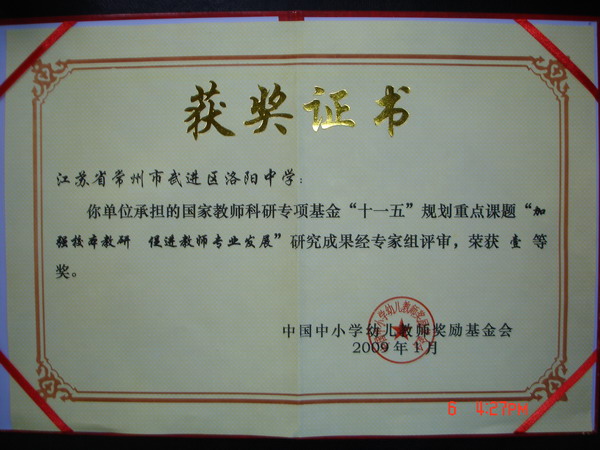 获奖证书
江苏省常州市武进区洛阳中学：
你单位承担的国家教师科研专项基金“十一五”规划重点课题“加
强校本教研 促进教师专业发展”研究成果经专家组评审，荣获 壹 等
奖。
中国中小学幼儿教师奖励基金会
2009年1月
6 4:27PM